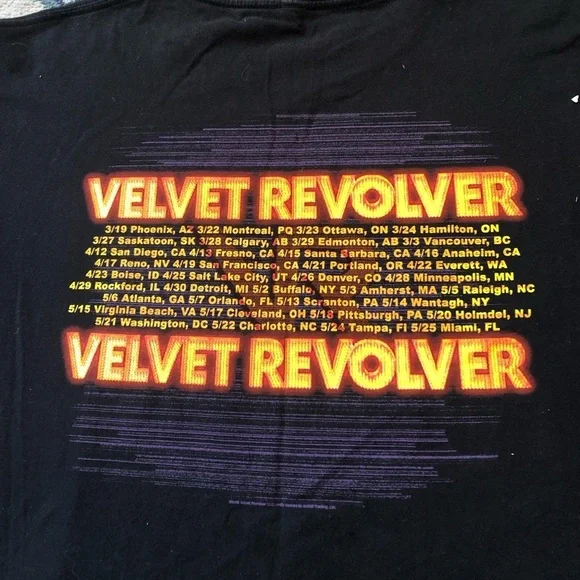 VELVET REVOLVER
3/19 Phoenix, AZ 3/22 Montreal, PQ 3/23 Ottawa, ON 3/24 Hamilton, ON
3/27 Saskatoon, SK 3/28 Calgary, AB 3/29 Edmonton, AB 3/3 Vancouver, BC
4/12 San Diego, CA 4/13 Fresno, CA 4/15 Santa Barbara, CA 4/16 Anaheim, CA
4/17 Reno, NV 4/19 San Francisco, CA 4/21 Portland, OR 4/22 Everett, WA
4/23 Boise, ID 4/25 Salt Lake City, UT 4/26 Denver, CO 4/28 Minneapolis, MN
4/29 Rockford, IL 4/30 Detroit, MI 5/2 Buffalo, NY 5/3 Amherst, MA 5/5 Raleigh, NC
5/6 Atlanta, GA 5/7 Orlando, FL 5/13 Scranton, PA 5/14 Wantagh, NY
5/15 Virginia Beach, VA 5/17 Cleveland, OH 5/18 Pittsburgh, PA 5/20 Holmdel, NJ
5/21 Washington, DC 5/22 Charlotte, NC 5/24 Tampa, Fl 5/25 Miami, FL
VELVET REVOLVER